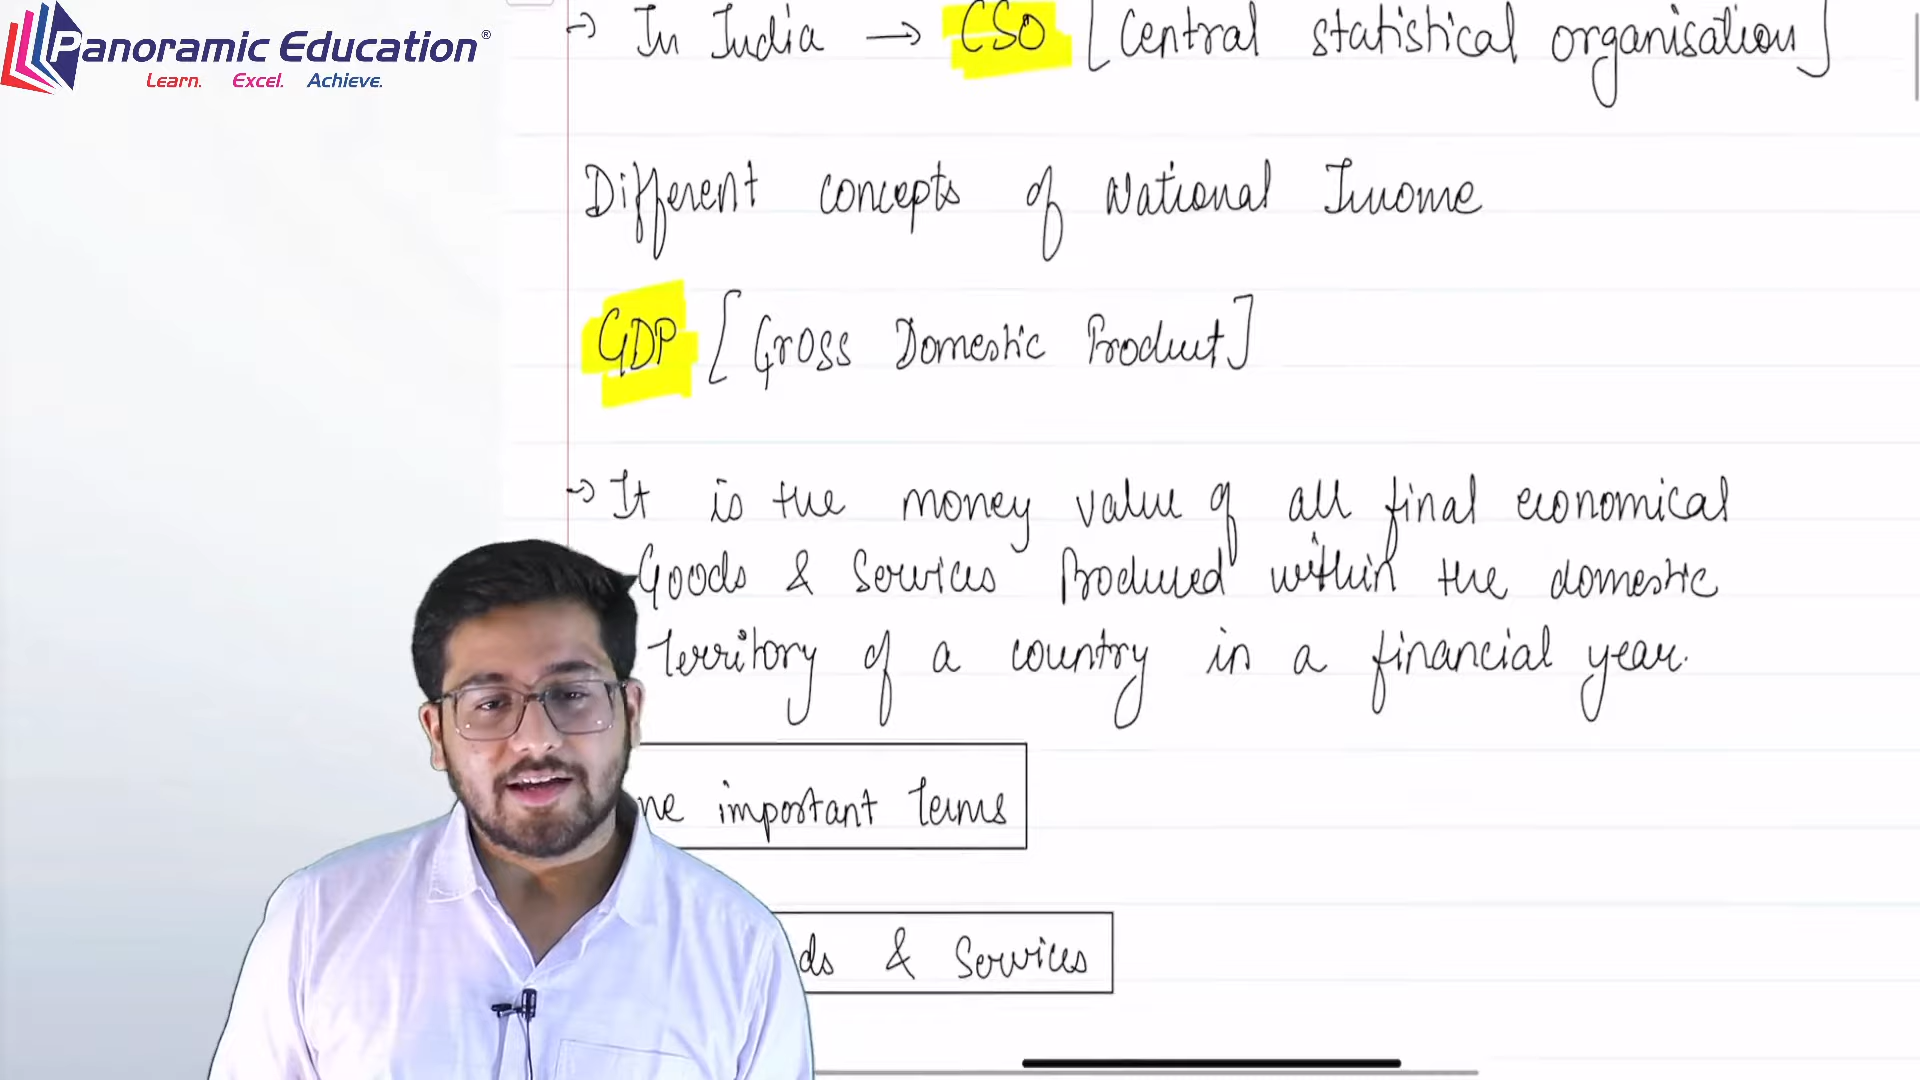 Panoramic Education®
Learn. Excel. Achieve.
→ In India → CSO [Central statistical organisation]
Different concepts of National Income
GDP [Gross Domestic Product]
→ It is the money value of all final economical
Goods & Services Produced within the domestic
territory of a country in a financial year.
important terms
& Services